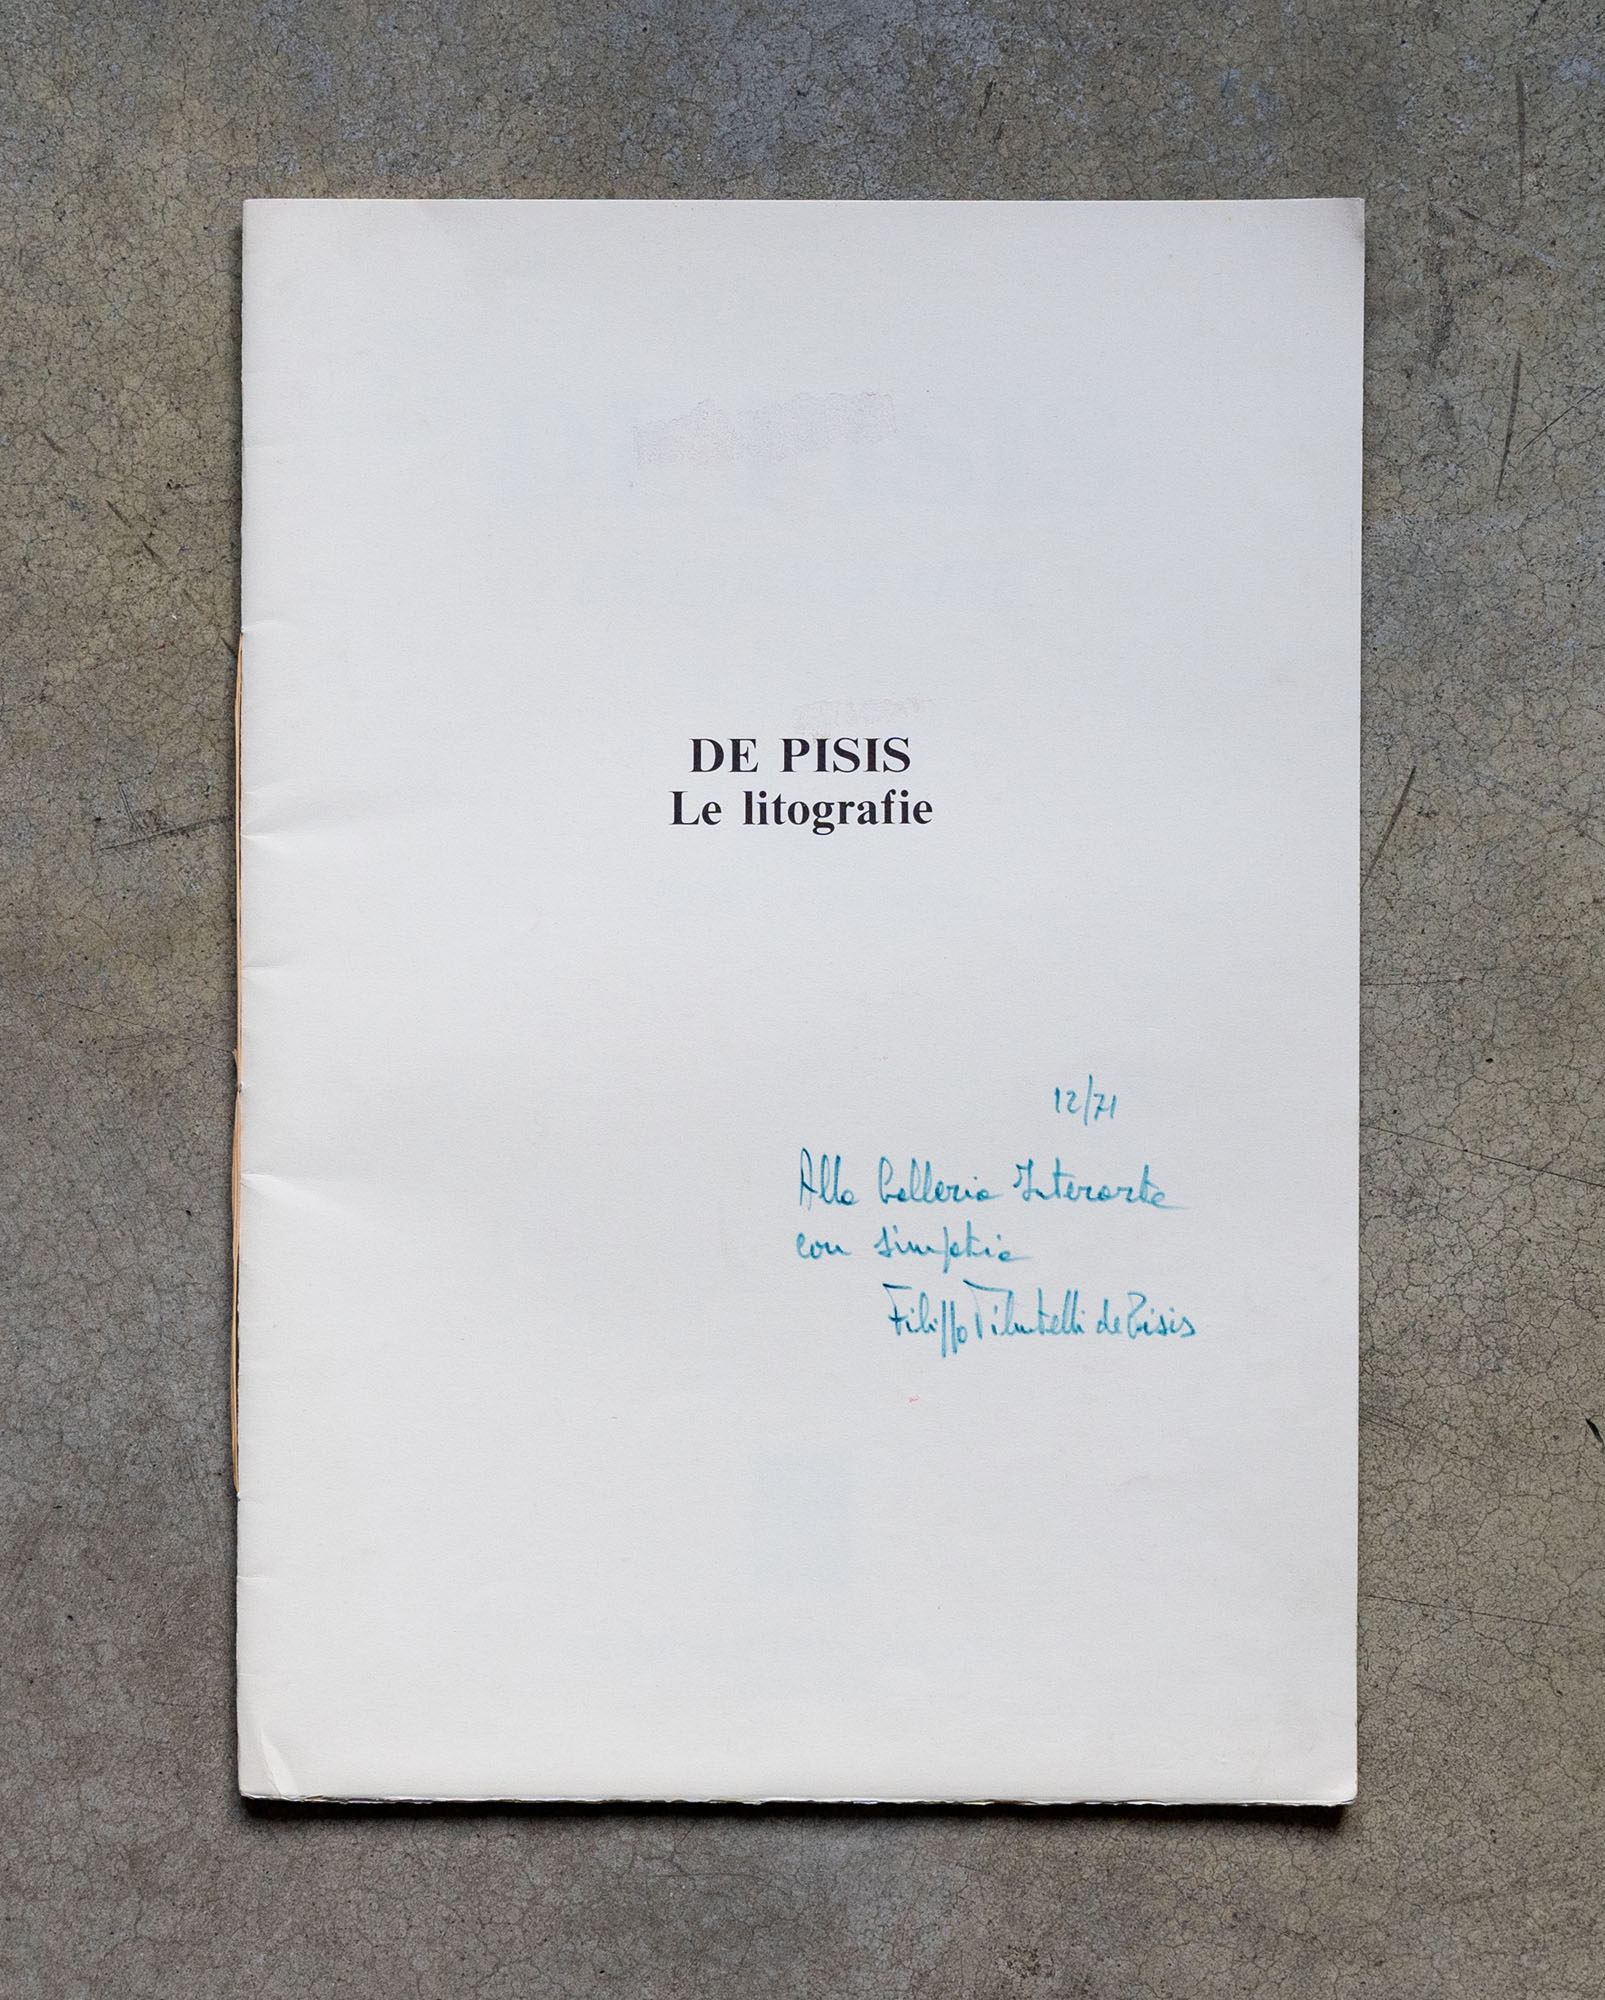 DE PISIS
Le litografie
12/71
Alla Galleria Interarte
con simpatia
Filippo Tibertelli de Pisis